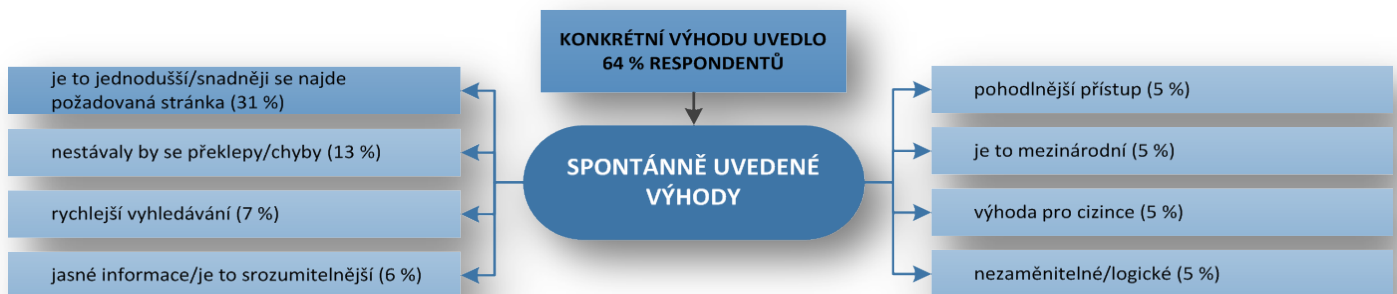 KONKRÉTNÍ VÝHODU UVEDLO
64 % RESPONDENTŮ
je to jednodušší/snadněji se najde
požadovaná stránka (31 %)
nestávaly by se překlepy/chyby (13 %)
rychlejší vyhledávání (7 %)
jasné informace/je to srozumitelnější (6 %)
SPONTÁNNĚ UVEDENÉ
VÝHODY
pohodlnější přístup (5 %)
je to mezinárodní (5 %)
výhoda pro cizince (5 %)
nezaměnitelné/logické (5 %)